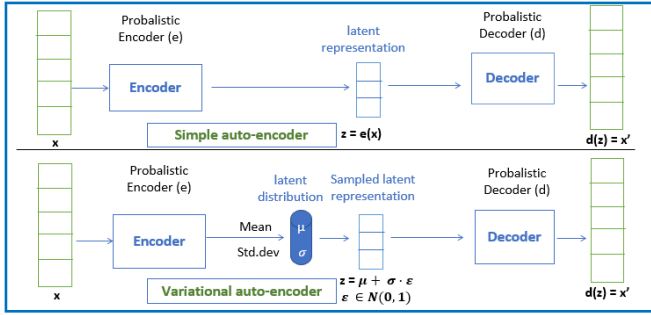 Probalistic
Encoder (e)
latent
representation
Probalistic
Decoder (d)
Encoder
Decoder
x
Simple auto-encoder
z = e(x)
d(z) = x'
Probalistic
Encoder (e)
latent
distribution
Sampled latent
representation
Probalistic
Decoder (d)
Encoder
Mean
Std.dev
μ
σ
Decoder
x
Variational auto-encoder
z = μ + σ · ε
ε ∈ N(0, 1)
d(z) = x'